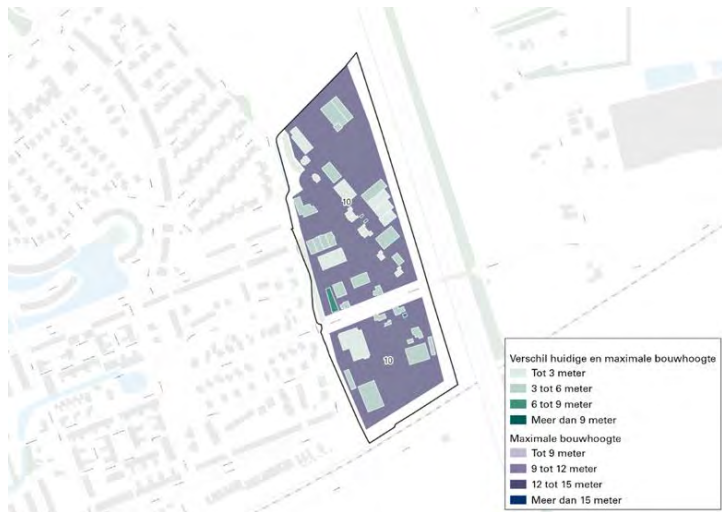 10
10
Verschil huidige en maximale bouwhoogte
Tot 3 meter
3 tot 6 meter
6 tot 9 meter
Meer dan 9 meter
Maximale bouwhoogte
Tot 9 meter
9 tot 12 meter
12 tot 15 meter
Meer dan 15 meter